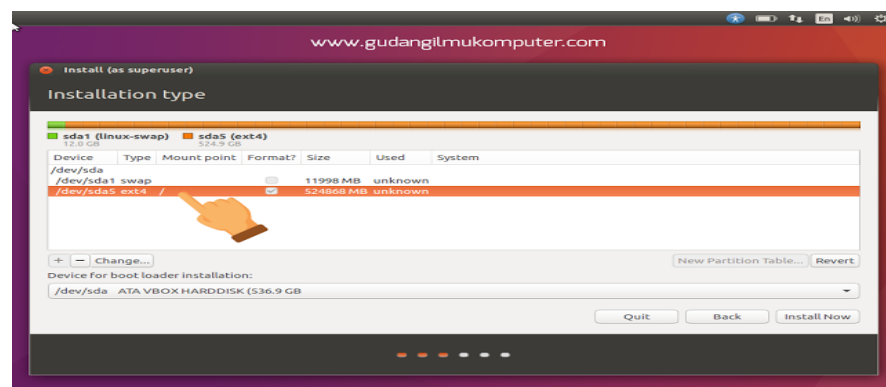 En
www.gudangilmukomputer.com
Install (as superuser)
Installation type
sda1 (linux-swap) sda5 (ext4)
12.0 GB 524.9 GB
Device Type Mount point Format? Size Used System
/dev/sda
/dev/sda1 swap 11998 MB unknown
/dev/sda5 ext4 / 524868 MB unknown
+ − Change... New Partition Table... Revert
Device for boot loader installation:
/dev/sda ATA VBOX HARDDISK (536.9 GB
Quit Back Install Now